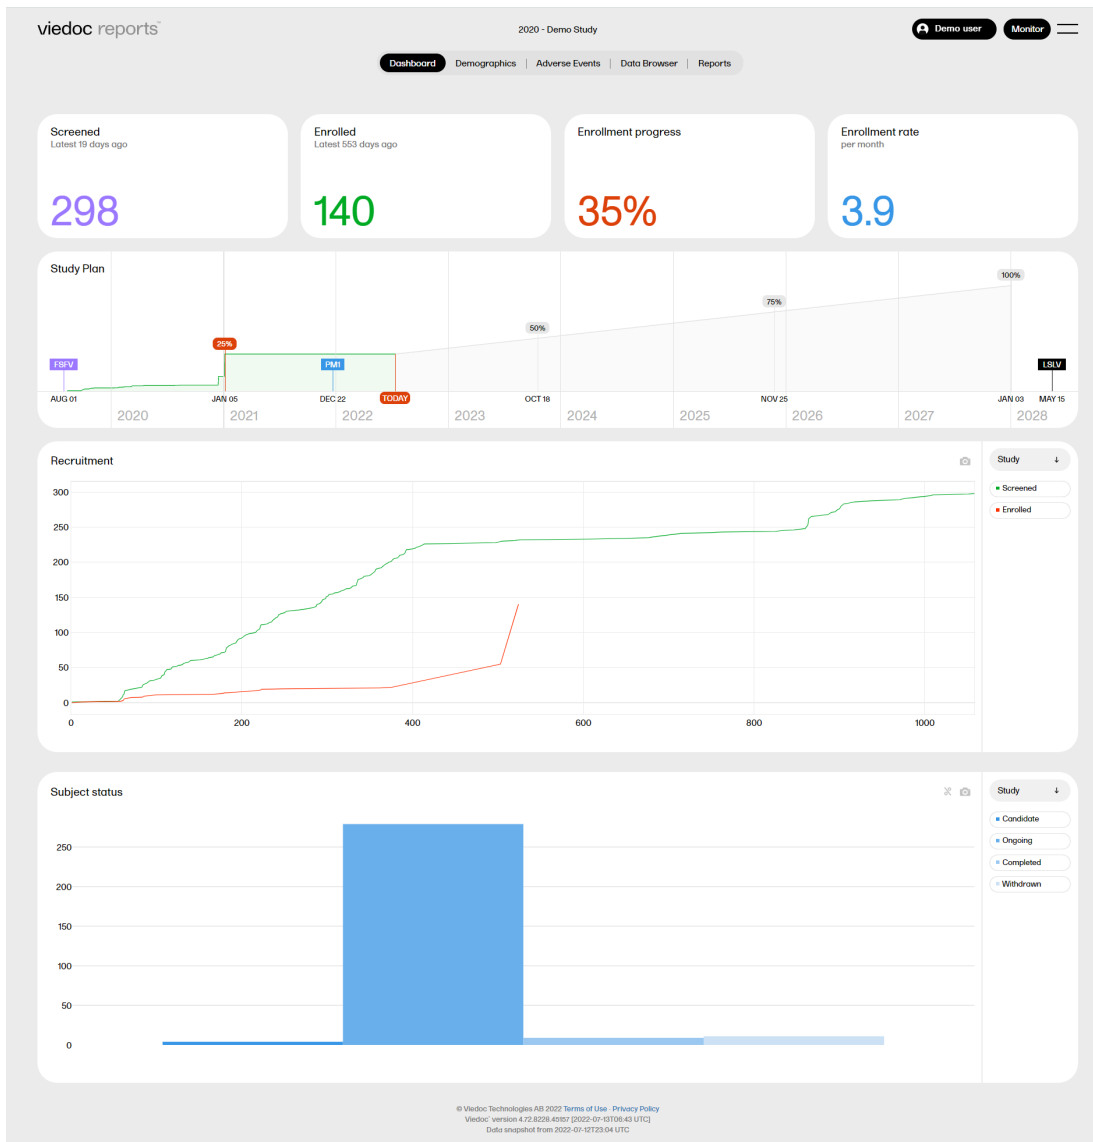 viedoc reports™
2020 - Demo Study
Demo user
Monitor
Dashboard
Demographics
Adverse Events
Data Browser
Reports
Screened
Latest 19 days ago
298
Enrolled
Latest 553 days ago
140
Enrollment progress
35%
Enrollment rate
per month
3.9
Study Plan
100%
75%
50%
25%
FSFV
PM1
LSLV
AUG 01
JAN 05
DEC 22
TODAY
OCT 18
NOV 25
JAN 03
MAY 15
2020
2021
2022
2023
2024
2025
2026
2027
2028
Recruitment
Study
Screened
Enrolled
300
250
200
150
100
50
0
0
200
400
600
800
1000
Subject status
Study
Candidate
Ongoing
Completed
Withdrawn
250
200
150
100
50
0
© Viedoc Technologies AB 2022 Terms of Use · Privacy Policy
Viedoc™ version 4.72.8228.45157 [2022-07-13T06:43 UTC]
Data snapshot from 2022-07-12T23:04 UTC